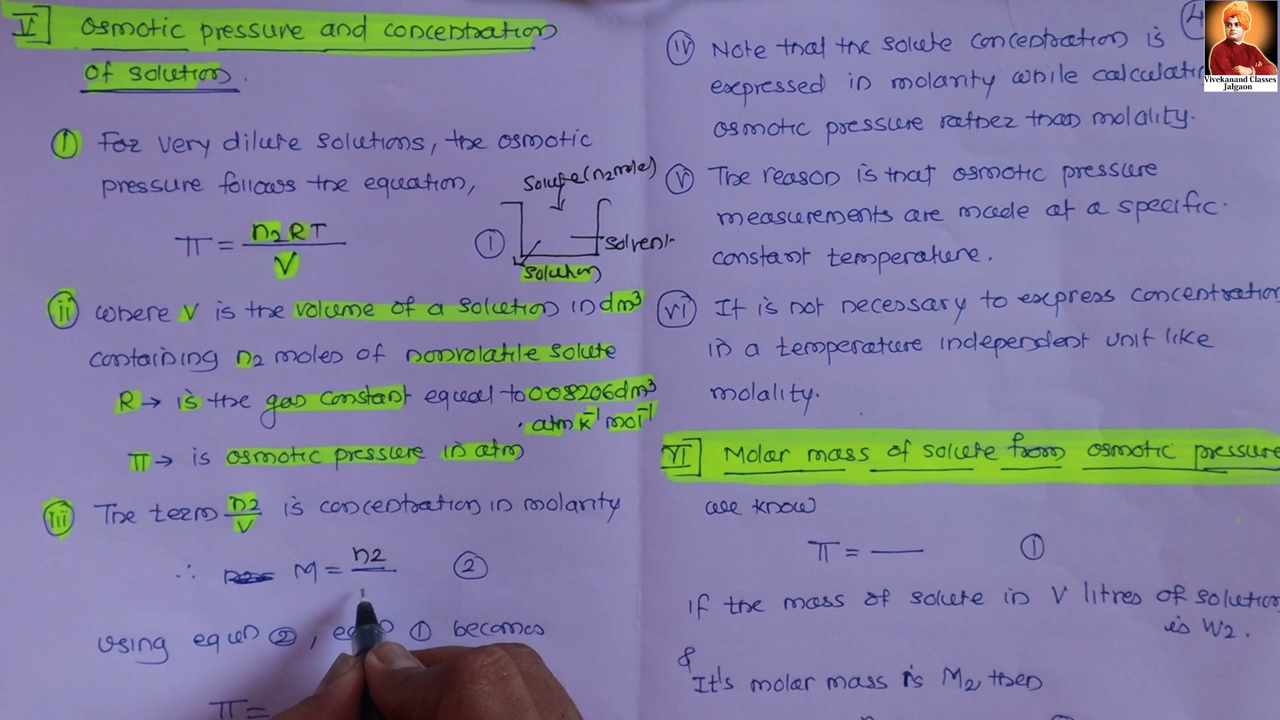 V] Osmotic pressure and concentration
of solution.
i) For very dilute solutions, the osmotic
pressure follows the equation,
Solute (n2 mole)
π = n2RT / V
①
Solvent
Solution
ii) where V is the volume of a solution in dm³
containing n2 moles of nonvolatile solute
R → is the gas constant equal to 0.08206 dm³
. atm K⁻¹ mol⁻¹
π → is osmotic pressure in atm
iii) The term n2/V is concentration in molarity
∴ M = n2 /
②
using equn ②, equn ① becomes
π =
iv) Note that the solute concentration is
expressed in molarity while calculati
osmotic pressure rather than molality.
v) The reason is that osmotic pressure
measurements are made at a specific.
constant temperature.
vi) It is not necessary to express concentration
in a temperature independent unit like
molality.
VI] Molar mass of solute from osmotic pressure
we know
π = —— ①
if the mass of solute in V litres of solution
is W2.
& It's molar mass is M2 then
Vivekanand Classes
Jalgaon